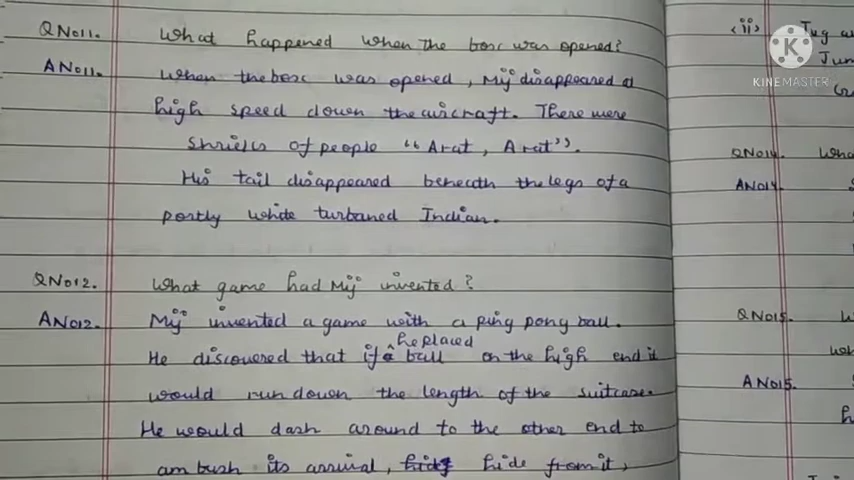 QNo11. What happened when the box was opened?
ANo11. When the box was opened, Mij disappeared at
high speed down the aircraft. There were
shrieks of people "A rat, A rat".
His tail disappeared beneath the legs of a
portly white turbaned Indian.
QNo12. What game had Mij invented?
ANo12. Mij invented a game with a ping pong ball.
he placed
He discovered that if a ball on the high end it
would run down the length of the suitcase.
He would dash around to the other end to
ambush its arrival, hide from it,
(ii)
Jun
QNo14. Wha
ANo14.
QNo15. W
ANo15.
KINEMASTER